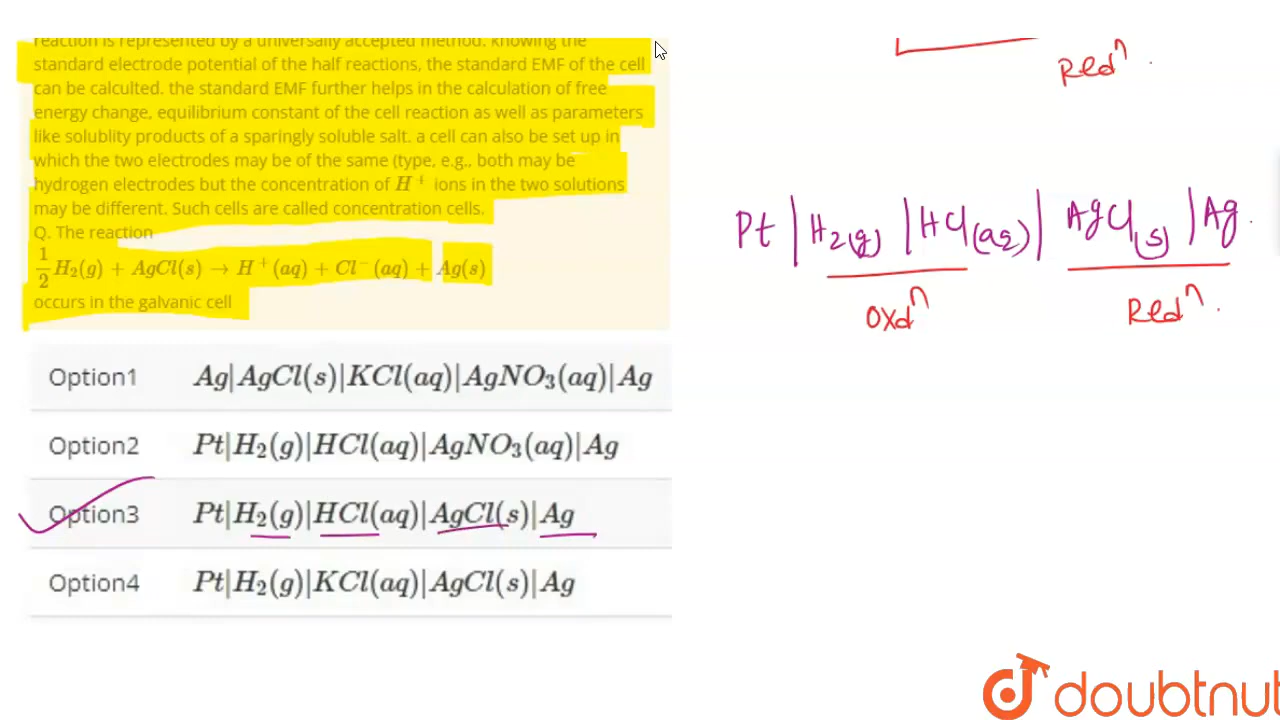 reaction is represented by a universally accepted method. knowing the
standard electrode potential of the half reactions, the standard EMF of the cell
can be calculted. the standard EMF further helps in the calculation of free
energy change, equilibrium constant of the cell reaction as well as parameters
like solublity products of a sparingly soluble salt. a cell can also be set up in
which the two electrodes may be of the same (type, e.g., both may be
hydrogen electrodes but the concentration of H⁺ ions in the two solutions
may be different. Such cells are called concentration cells.
Q. The reaction
1/2 H₂(g) + AgCl(s) → H⁺(aq) + Cl⁻(aq) + Ag(s)
occurs in the galvanic cell
Option1 Ag|AgCl(s)|KCl(aq)|AgNO₃(aq)|Ag
Option2 Pt|H₂(g)|HCl(aq)|AgNO₃(aq)|Ag
Option3 Pt|H₂(g)|HCl(aq)|AgCl(s)|Ag
Option4 Pt|H₂(g)|KCl(aq)|AgCl(s)|Ag
Redⁿ
Pt | H₂(g) | HCl(aq) | AgCl(s) | Ag
oxdⁿ Redⁿ
doubtnut